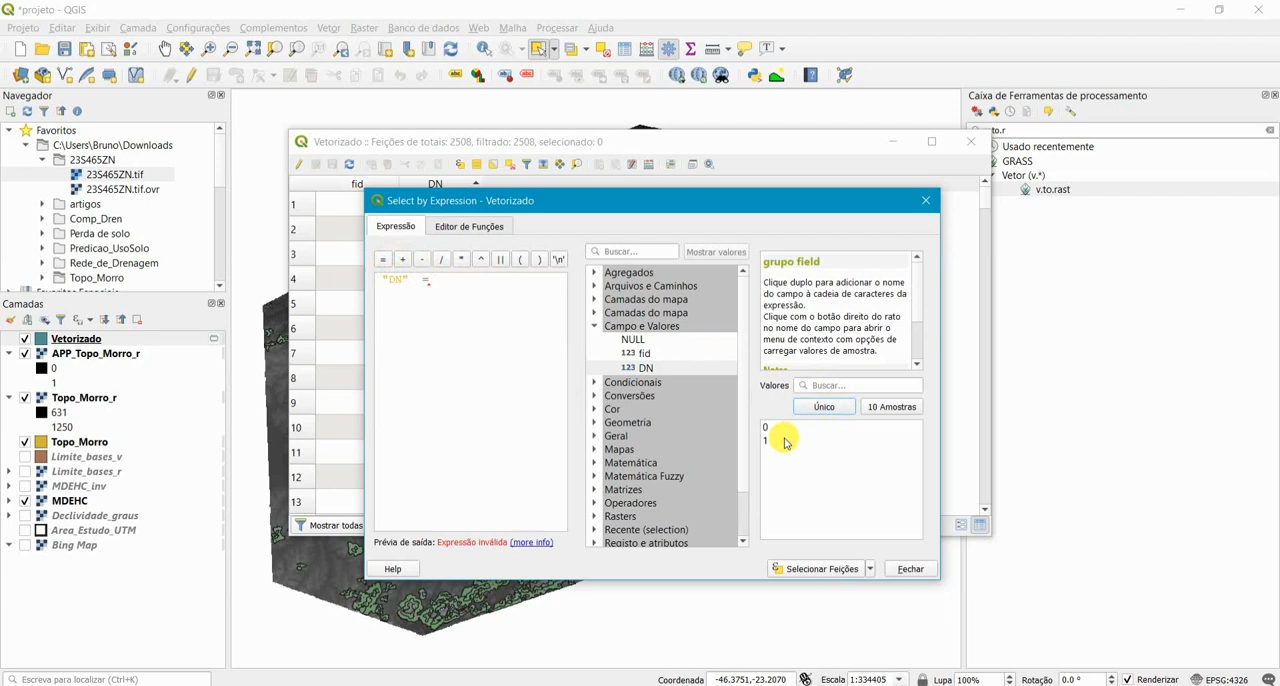 *projeto - QGIS
Projeto Editar Exibir Camada Configurações Complementos Vetor Raster Banco de dados Web Malha Processar Ajuda
Navegador
Favoritos
C:\Users\Bruno\Downloads
23S465ZN
23S465ZN.tif
23S465ZN.tif.ovr
artigos
Comp_Dren
Perda de solo
Predicao_UsoSolo
Rede_de_Drenagem
Topo_Morro
Camadas
Vetorizado
APP_Topo_Morro_r
0
1
Topo_Morro_r
631
1250
Topo_Morro
Limite_bases_v
Limite_bases_r
MDEHC_inv
MDEHC
Declividade_graus
Area_Estudo_UTM
Bing Map
Vetorizado :: Feições de totais: 2508, filtrado: 2508, selecionado: 0
fid DN
1
2
3
4
5
6
7
8
9
10
11
12
13
Mostrar todas
Select by Expression - Vetorizado
Expressão Editor de Funções
= + - / * ^ || ( ) '\n'
"DN" =
Prévia de saída: Expressão inválida (more info)
Help
Buscar... Mostrar valores
Agregados
Arquivos e Caminhos
Camadas do mapa
Camadas do mapa
Campo e Valores
NULL
123 fid
123 DN
Condicionais
Conversões
Cor
Geometria
Geral
Mapas
Matemática
Matemática Fuzzy
Matrizes
Operadores
Rasters
Recente (selection)
Registo e atributos
grupo field
Clique duplo para adicionar o nome
do campo à cadeia de caracteres da
expressão.
Clique com o botão direito do rato
no nome do campo para abrir o
menu de contexto com opções de
carregar valores de amostra.
Notas
Valores Buscar...
Único 10 Amostras
0
1
Selecionar Feições Fechar
Caixa de Ferramentas de processamento
to.r
Usado recentemente
GRASS
Vetor (v.*)
v.to.rast
Escreva para localizar (Ctrl+K)
Coordenada -46.3751,-23.2070 Escala 1:334405 Lupa 100% Rotação 0.0 ° Renderizar EPSG:4326